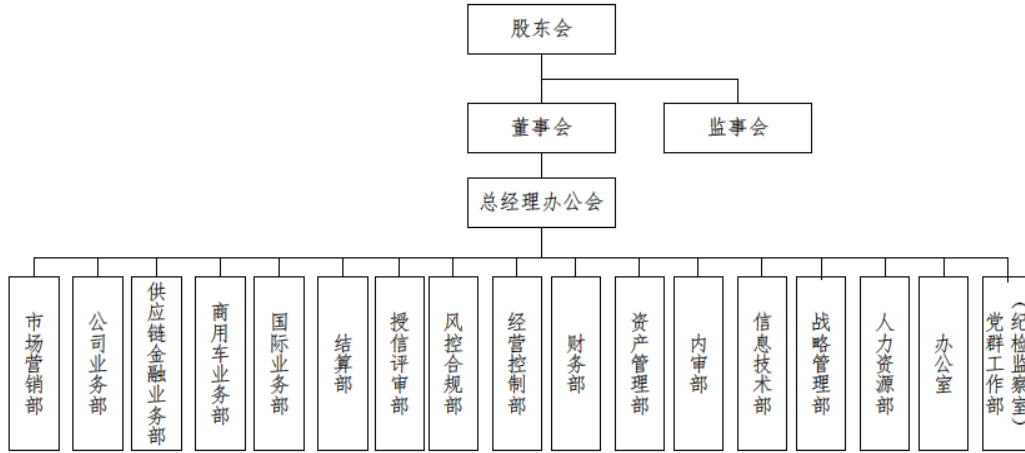 股东会
董事会
监事会
总经理办公会
市场营销部
公司业务部
供应链金融业务部
商用车业务部
国际业务部
结算部
授信评审部
风控合规部
经营控制部
财务部
资产管理部
内审部
信息技术部
战略管理部
人力资源部
办公室
党群工作部
(纪检监察室)